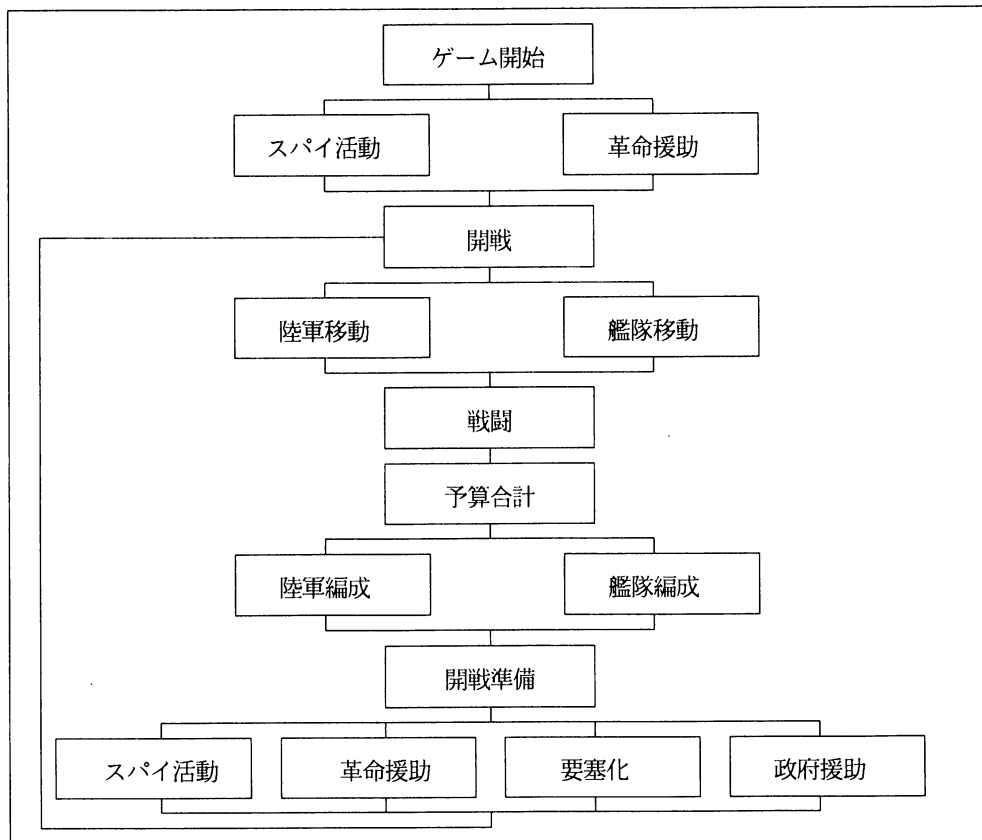 ゲーム開始
スパイ活動
革命援助
開戦
陸軍移動
艦隊移動
戦闘
予算合計
陸軍編成
艦隊編成
開戦準備
スパイ活動
革命援助
要塞化
政府援助